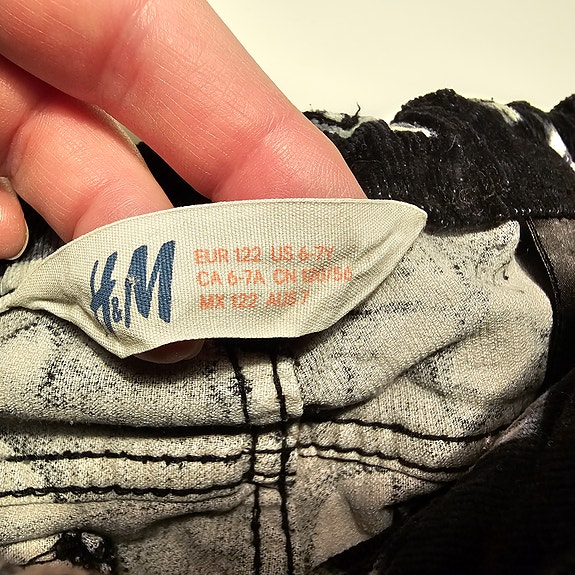 H&M
EUR 122 US 6-7Y
CA 6-7A CN 120/56
MX 122 AUS 7